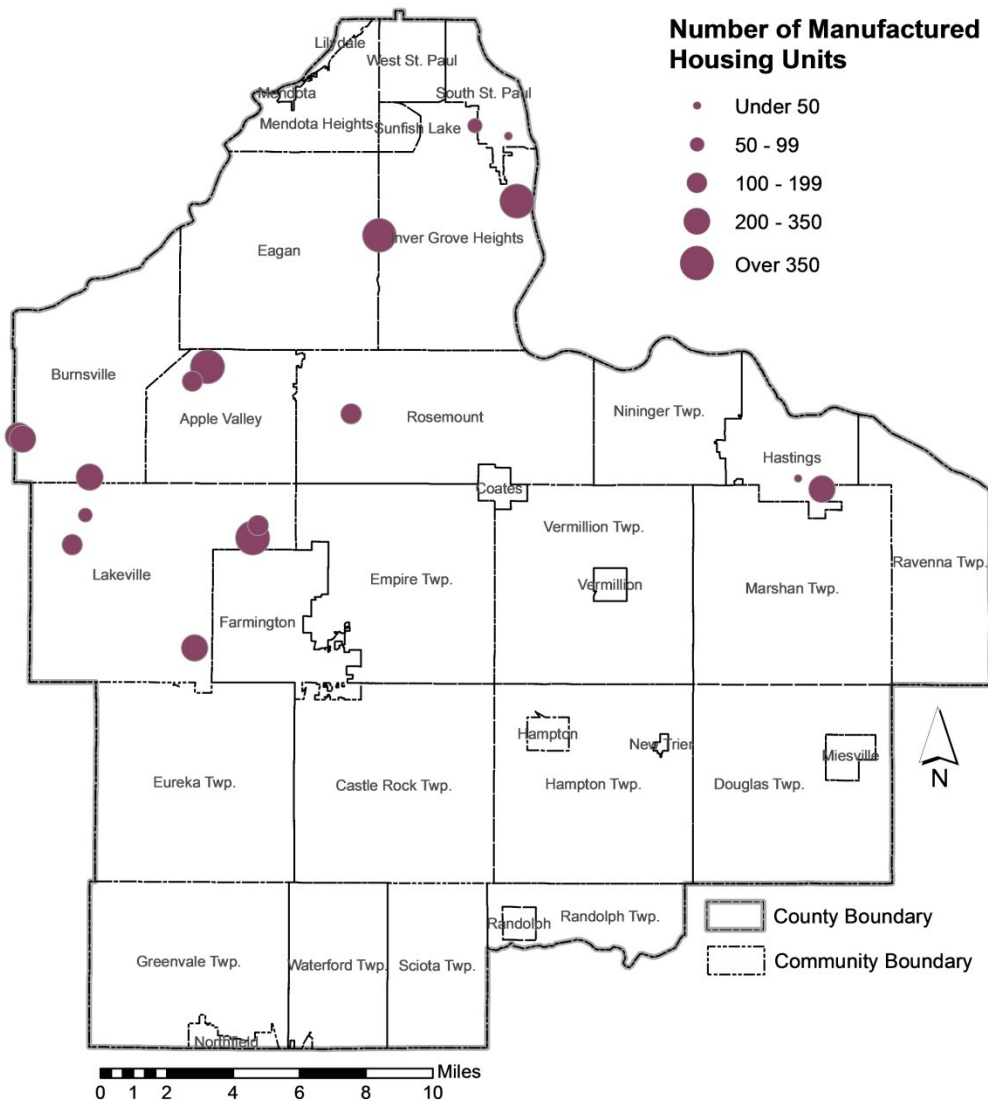 Number of Manufactured
Housing Units
Under 50
50 - 99
100 - 199
200 - 350
Over 350
Lilydale
West St. Paul
Mendota
South St. Paul
Mendota Heights
Sunfish Lake
Eagan
Inver Grove Heights
Burnsville
Apple Valley
Rosemount
Nininger Twp.
Hastings
Coates
Vermillion Twp.
Lakeville
Empire Twp.
Vermillion
Marshan Twp.
Ravenna Twp.
Farmington
Hampton
New Trier
Miesville
Eureka Twp.
Castle Rock Twp.
Hampton Twp.
Douglas Twp.
N
Randolph
Randolph Twp.
County Boundary
Greenvale Twp.
Waterford Twp.
Sciota Twp.
Community Boundary
Northfield
Miles
0 1 2 4 6 8 10